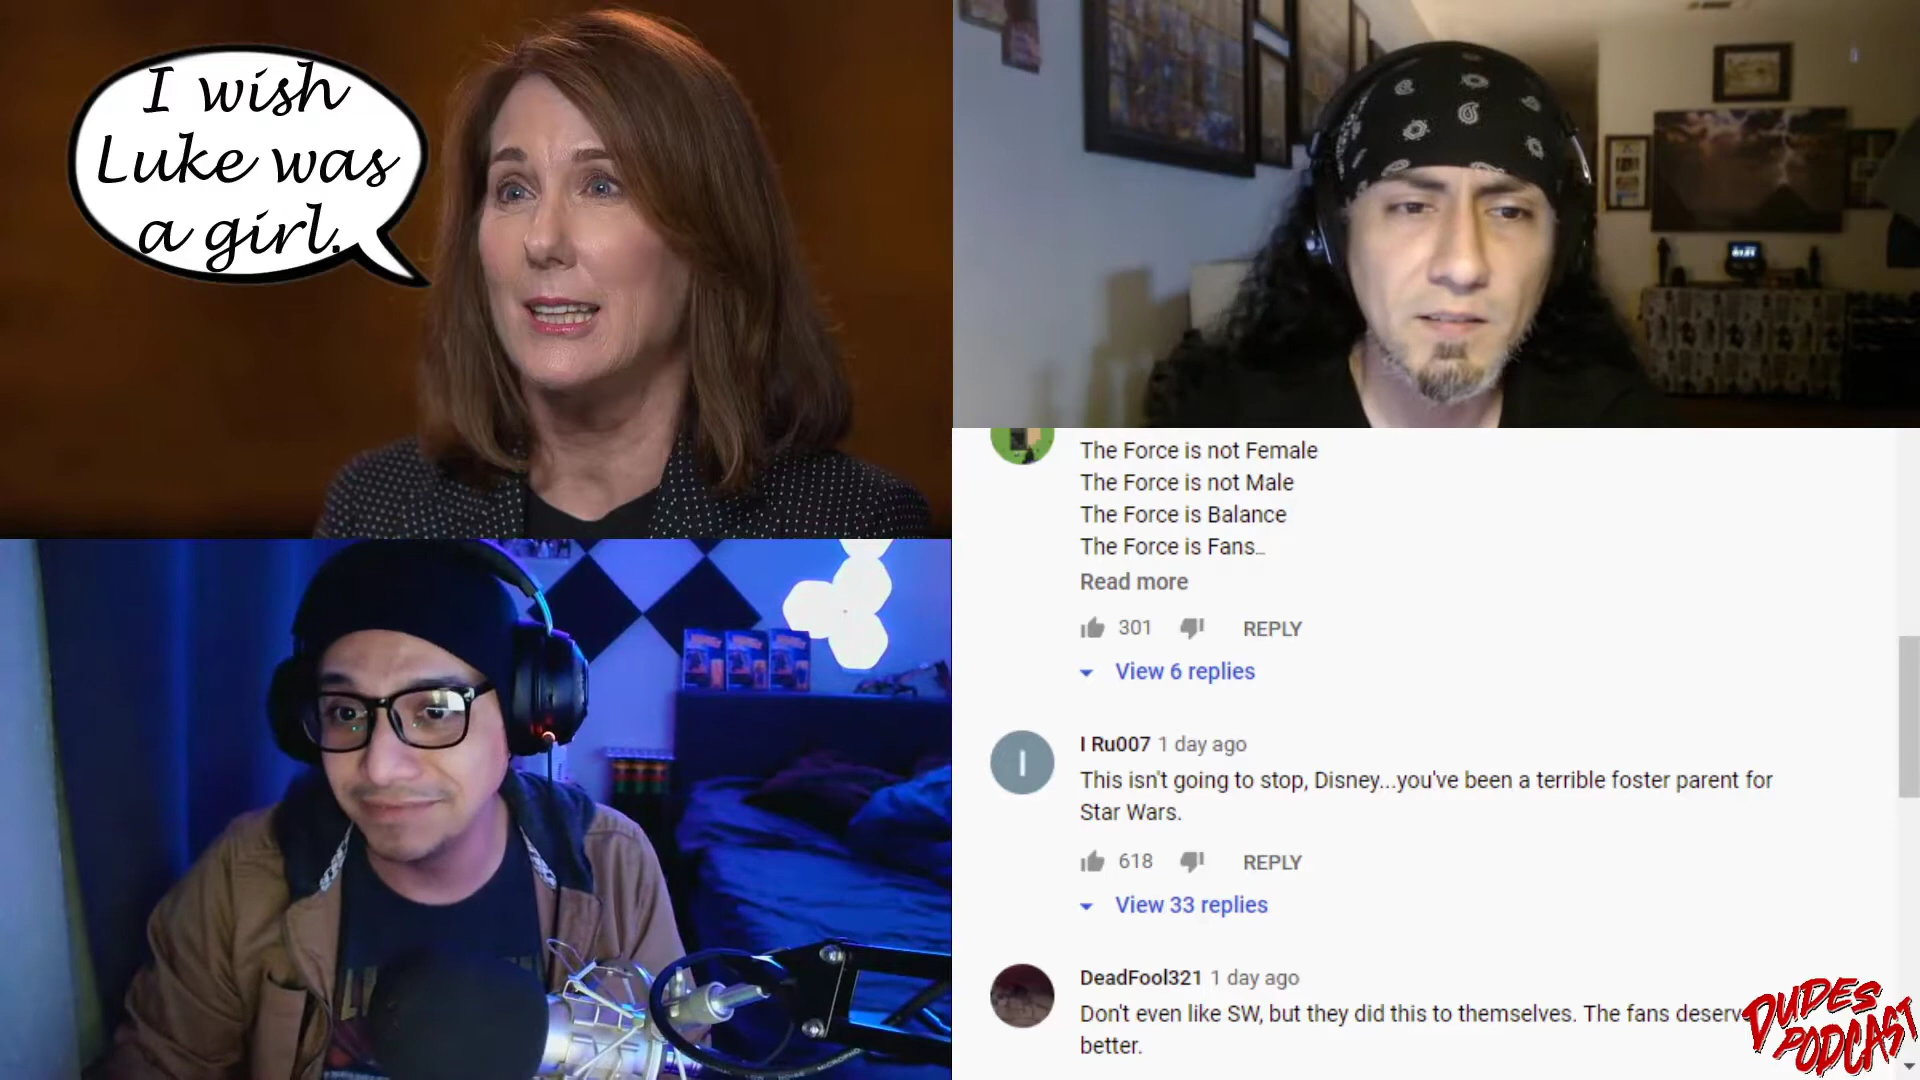 I wish
Luke was
a girl.
The Force is not Female
The Force is not Male
The Force is Balance
The Force is Fans...
Read more
301
REPLY
View 6 replies
I
I Ru007 1 day ago
This isn't going to stop, Disney...you've been a terrible foster parent for
Star Wars.
618
REPLY
View 33 replies
DeadFool321 1 day ago
Don't even like SW, but they did this to themselves. The fans deserv
better.
DUPES
PODCAST